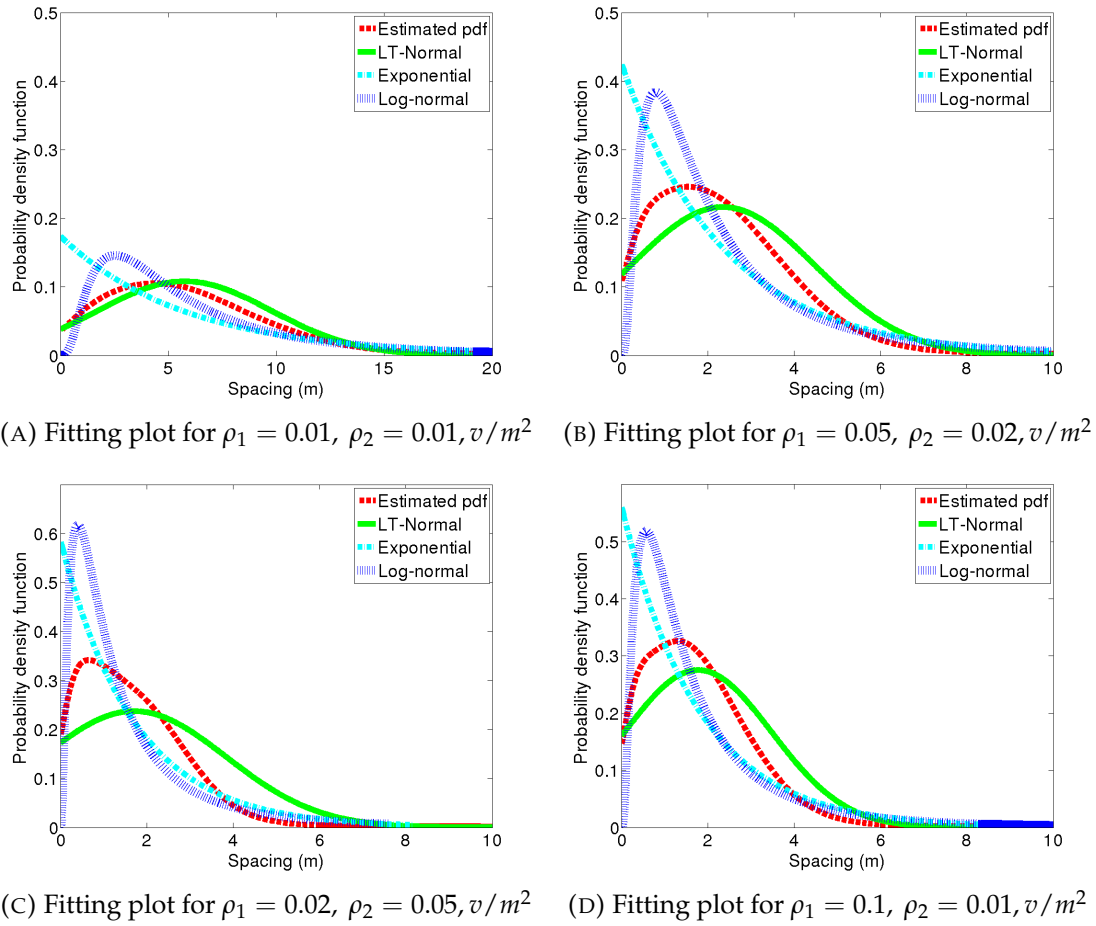 0.5
0.4
0.3
0.2
0.1
0
Probability density function
0 5 10 15 20
Spacing (m)
Estimated pdf
LT-Normal
Exponential
Log-normal
(A) Fitting plot for ρ₁ = 0.01, ρ₂ = 0.01, v/m²
0.5
0.4
0.3
0.2
0.1
0
Probability density function
0 2 4 6 8 10
Spacing (m)
Estimated pdf
LT-Normal
Exponential
Log-normal
(B) Fitting plot for ρ₁ = 0.05, ρ₂ = 0.02, v/m²
0.6
0.5
0.4
0.3
0.2
0.1
0
Probability density function
0 2 4 6 8 10
Spacing (m)
Estimated pdf
LT-Normal
Exponential
Log-normal
(C) Fitting plot for ρ₁ = 0.02, ρ₂ = 0.05, v/m²
0.5
0.4
0.3
0.2
0.1
0
Probability density function
0 2 4 6 8 10
Spacing (m)
Estimated pdf
LT-Normal
Exponential
Log-normal
(D) Fitting plot for ρ₁ = 0.1, ρ₂ = 0.01, v/m²